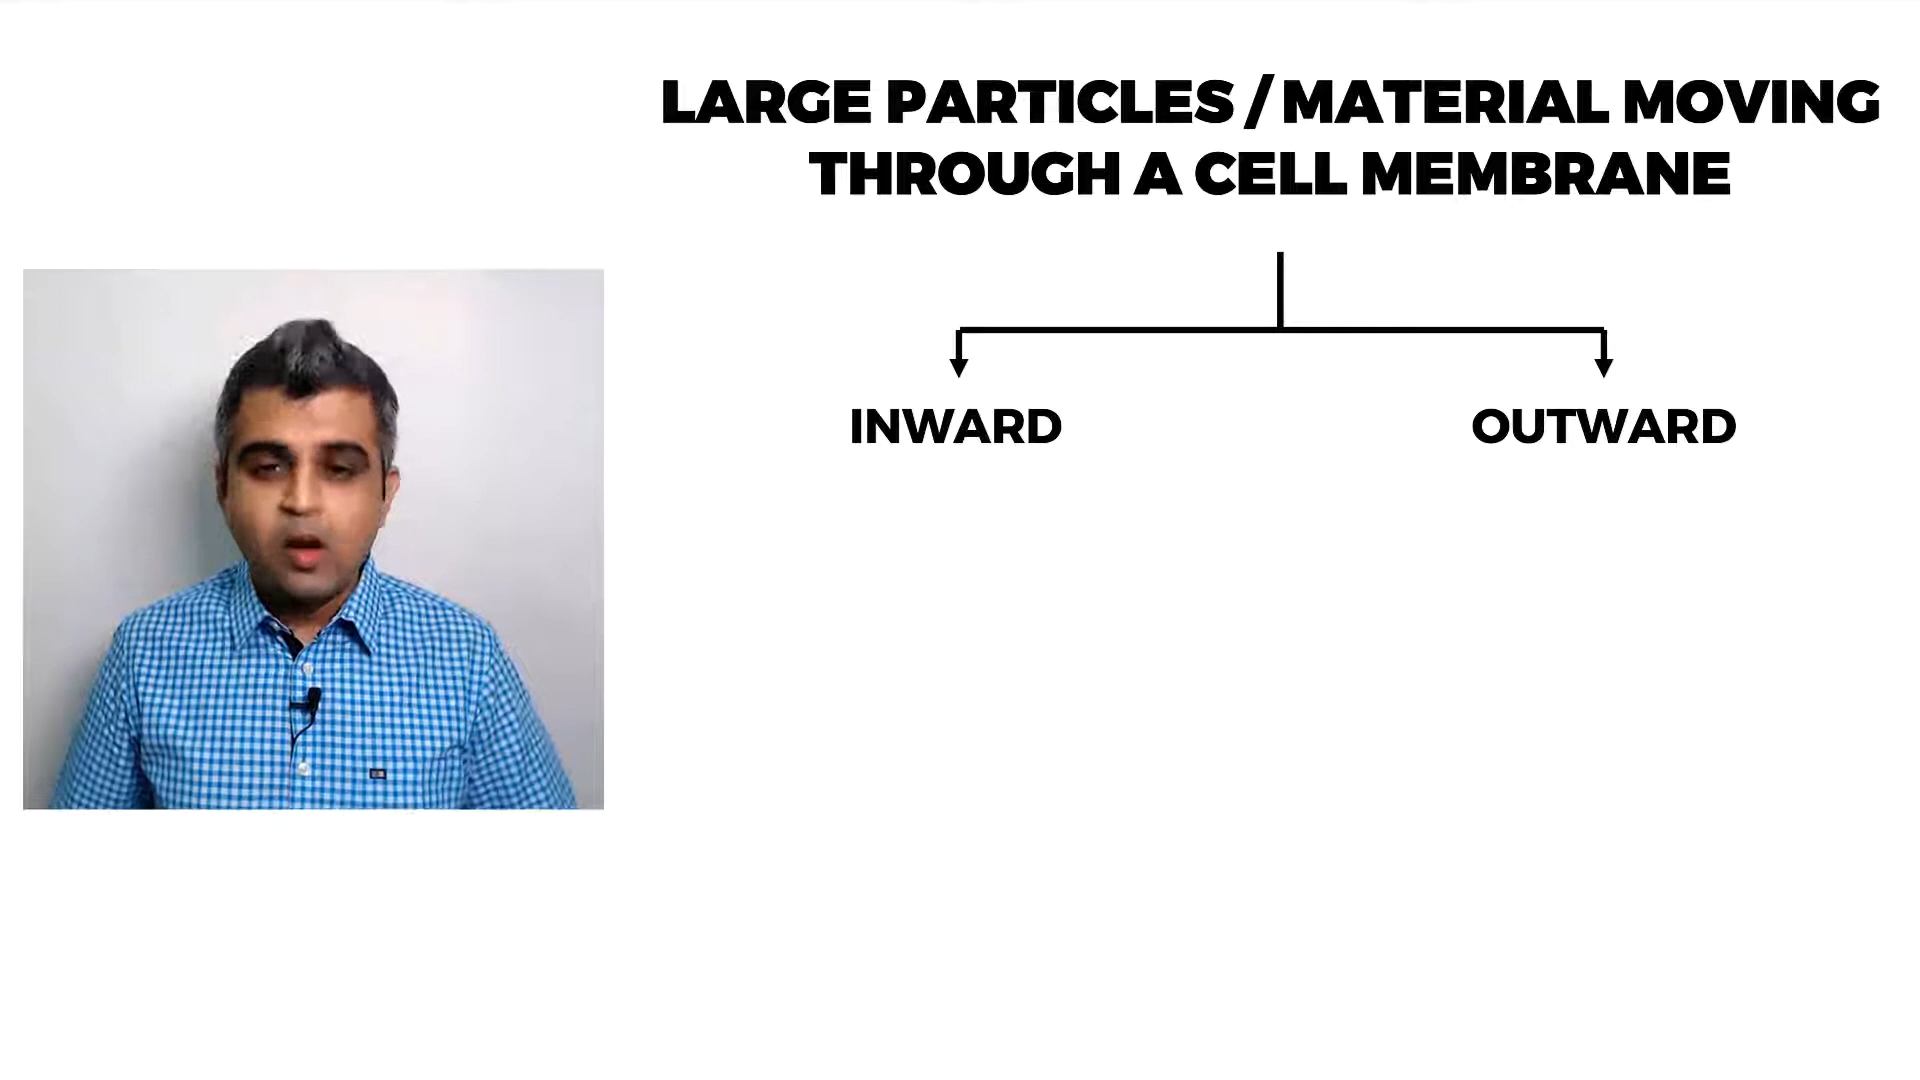 LARGE PARTICLES / MATERIAL MOVING
THROUGH A CELL MEMBRANE
INWARD
OUTWARD